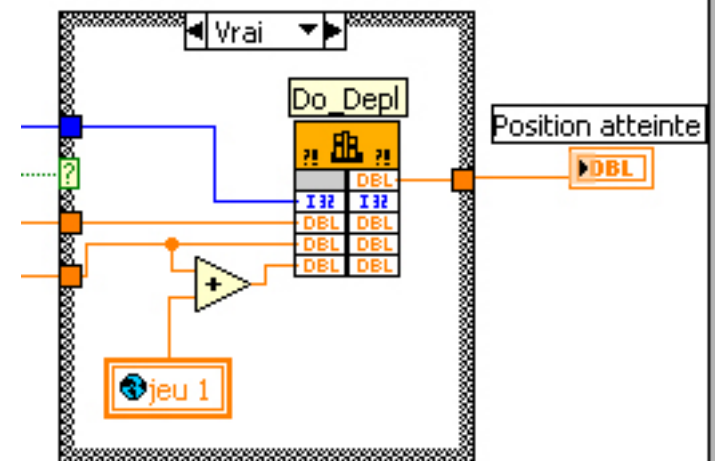 Vrai
Do_Depl
?! ?!
DBL
I32 I32
DBL DBL
DBL DBL
DBL DBL
?
+
jeu 1
Position atteinte
DBL